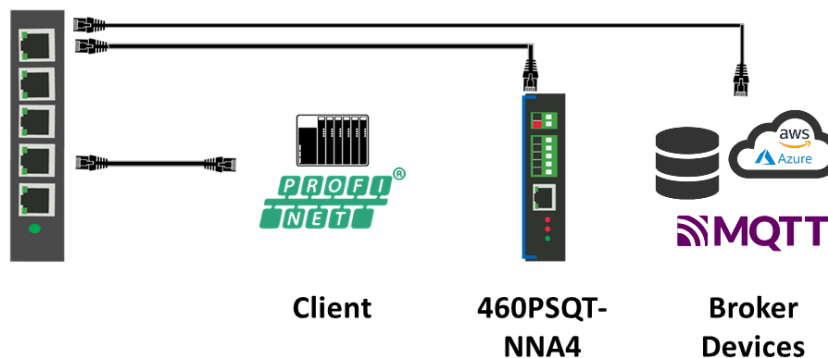 aws
Azure
PROFI®
NET
MQTT
Client
460PSQT-
NNA4
Broker
Devices